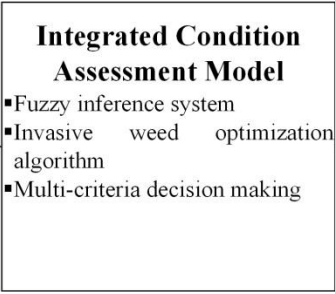 Integrated Condition
Assessment Model
▪Fuzzy inference system
▪Invasive weed optimization
algorithm
▪Multi-criteria decision making